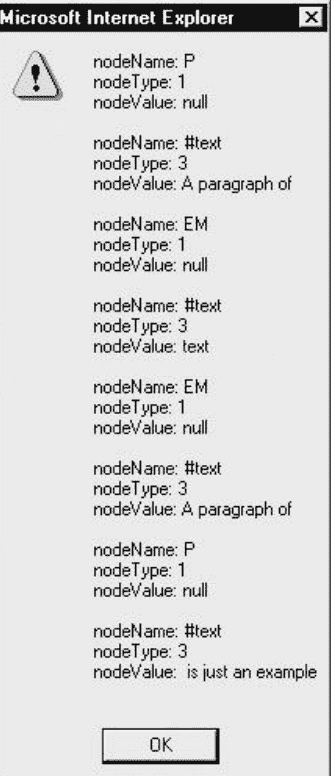 Microsoft Internet Explorer
nodeName: P
nodeType: 1
nodeValue: null
nodeName: #text
nodeType: 3
nodeValue: A paragraph of
nodeName: EM
nodeType: 1
nodeValue: null
nodeName: #text
nodeType: 3
nodeValue: text
nodeName: EM
nodeType: 1
nodeValue: null
nodeName: #text
nodeType: 3
nodeValue: A paragraph of
nodeName: P
nodeType: 1
nodeValue: null
nodeName: #text
nodeType: 3
nodeValue:  is just an example
OK